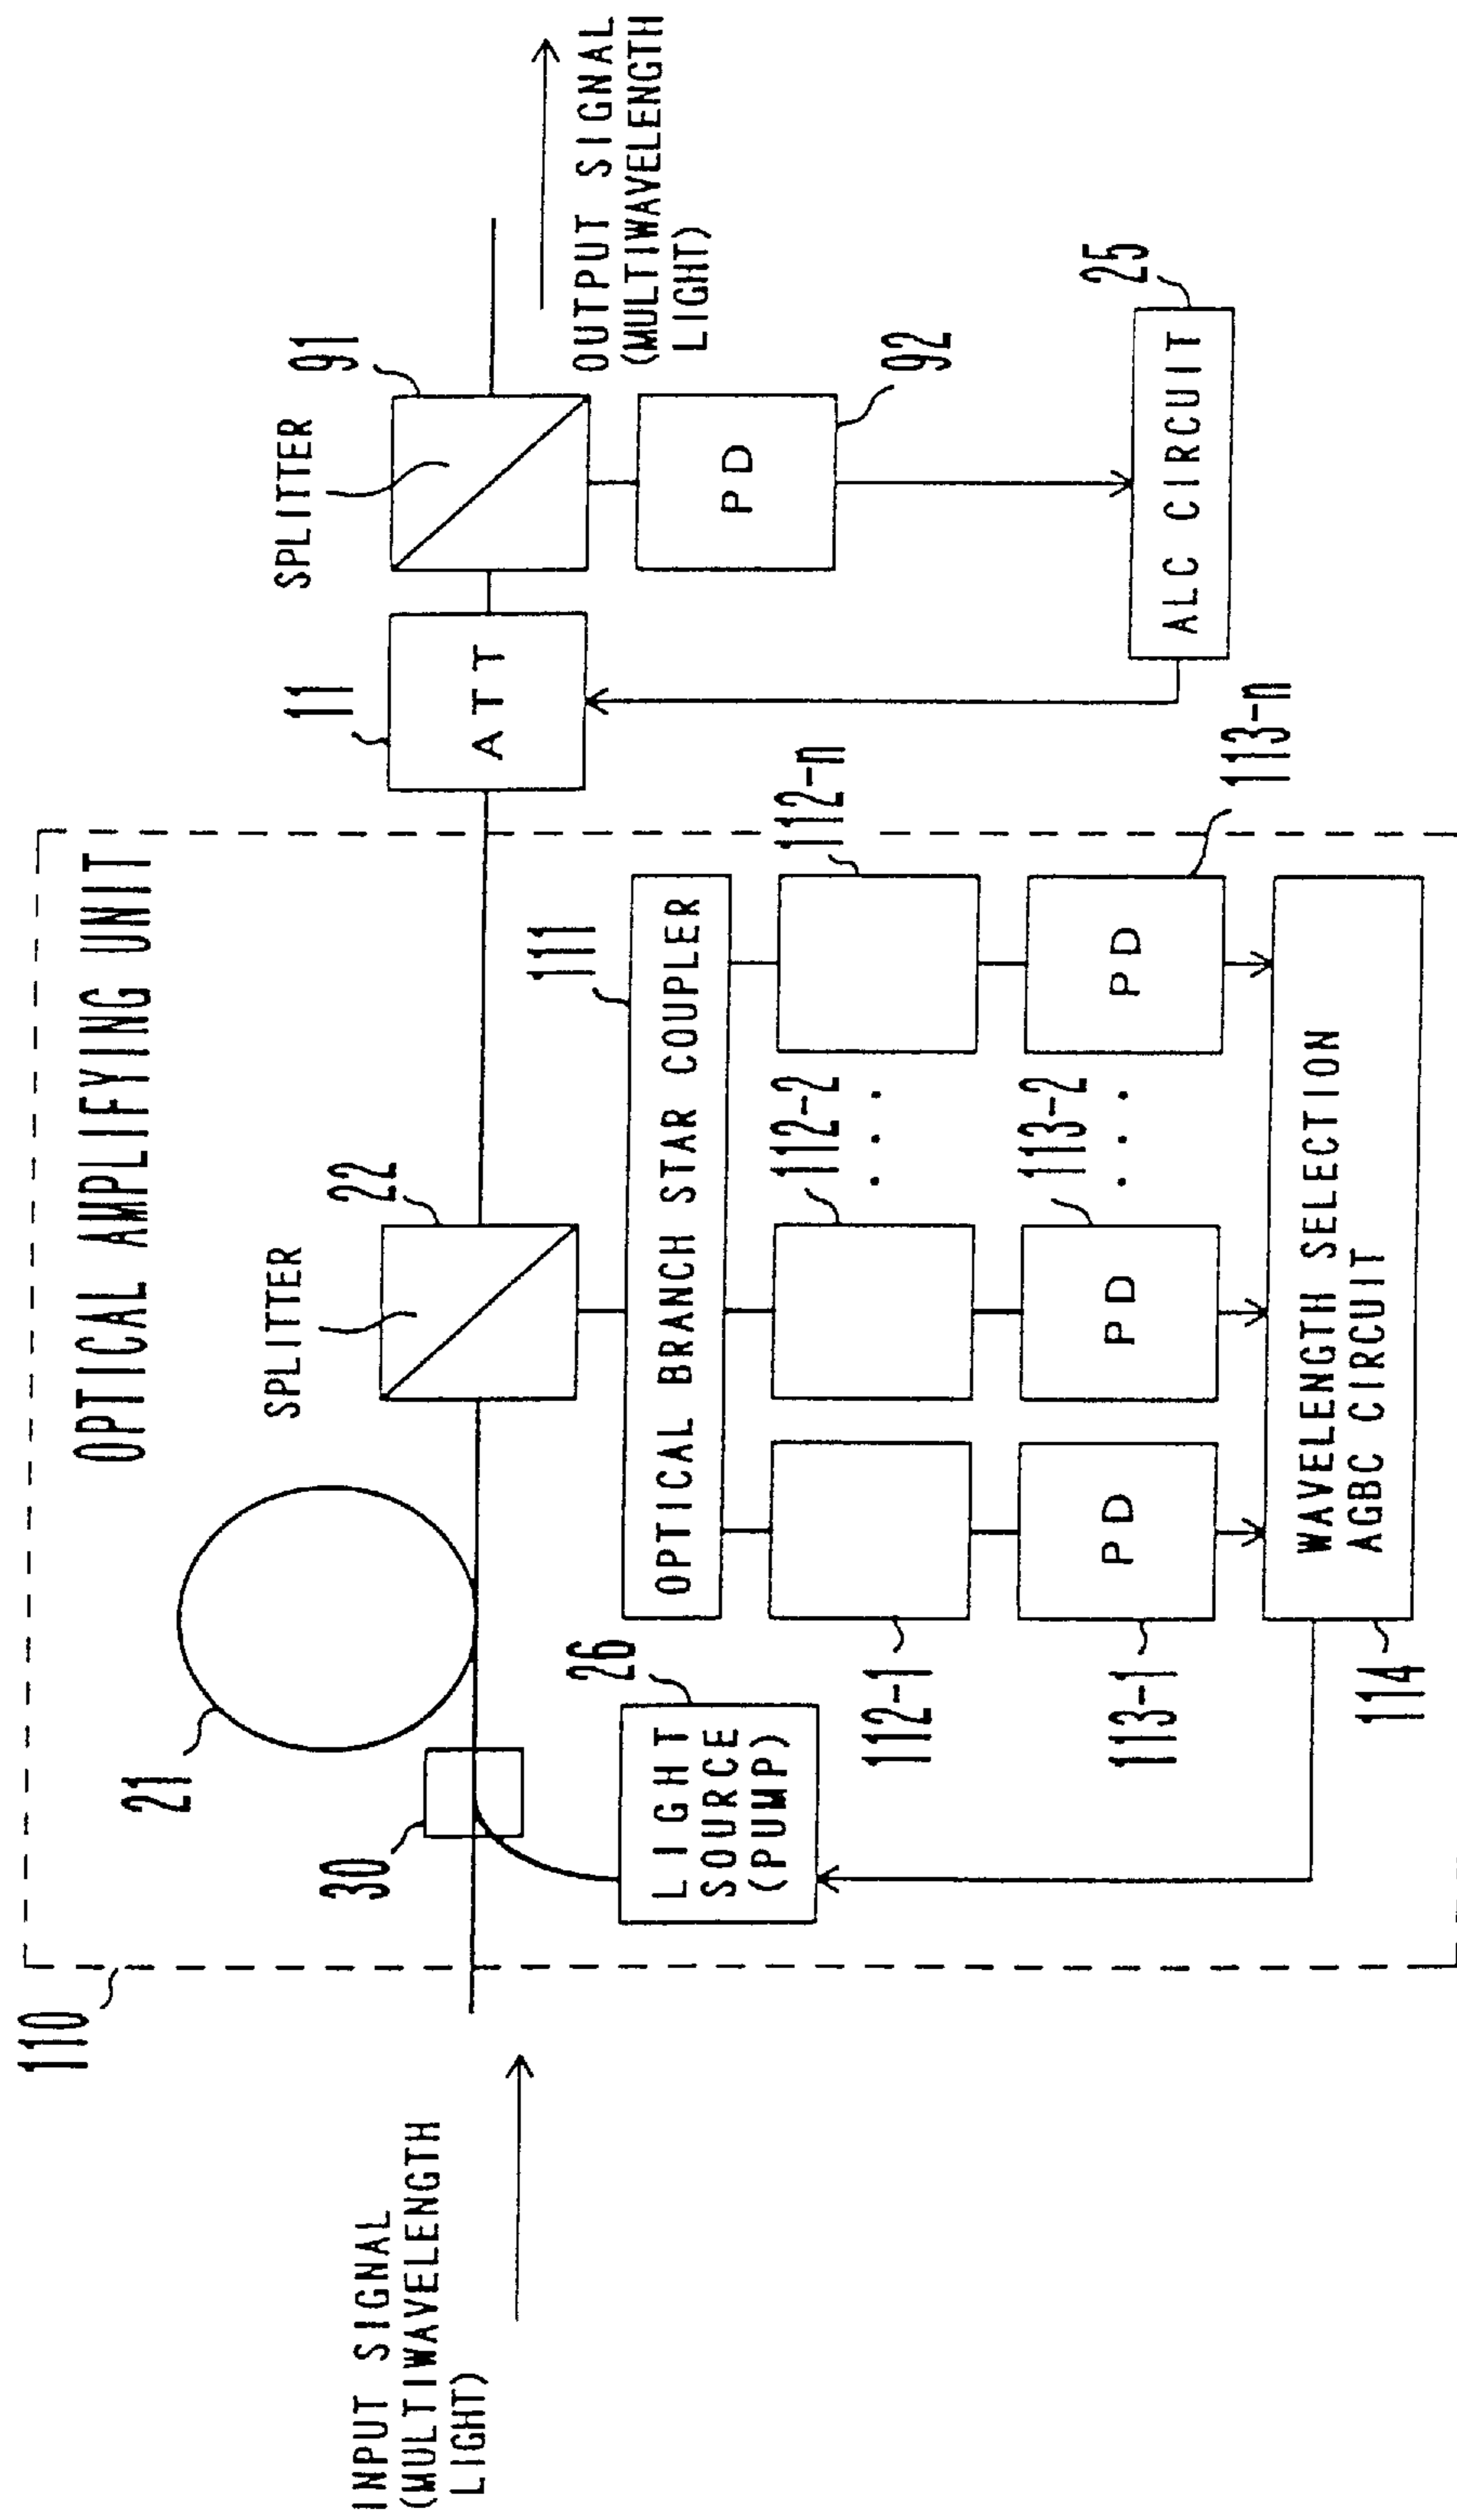 110
OPTICAL AMPLIFYING UNIT
INPUT SIGNAL
(MULTIWAVELENGTH
LIGHT)
30
21
SPLITTER
22
11
ATT
SPLITTER
91
OUTPUT SIGNAL
(MULTIWAVELENGTH
LIGHT)
26
LIGHT
SOURCE
(PUMP)
OPTICAL BRANCH STAR COUPLER
111
PD
92
112-1
112-2
112-n
113-1
PD
113-2
PD
PD
113-n
ALC CIRCUIT
25
114
WAVELENGTH SELECTION
AGBC CIRCUIT